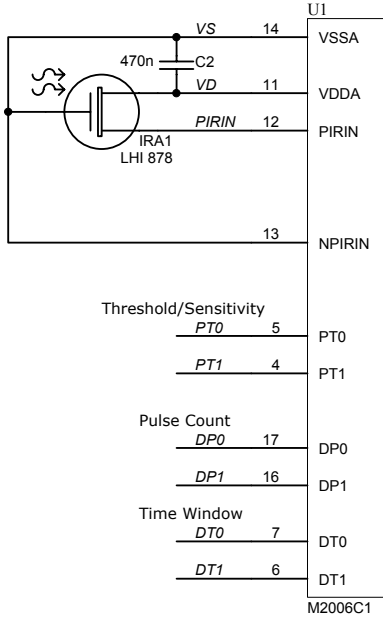 U1
VS 14 VSSA
470n C2
VD 11 VDDA
PIRIN 12 PIRIN
IRA1
LHI 878
13 NPIRIN
Threshold/Sensitivity
PT0 5 PT0
PT1 4 PT1
Pulse Count
DP0 17 DP0
DP1 16 DP1
Time Window
DT0 7 DT0
DT1 6 DT1
M2006C1